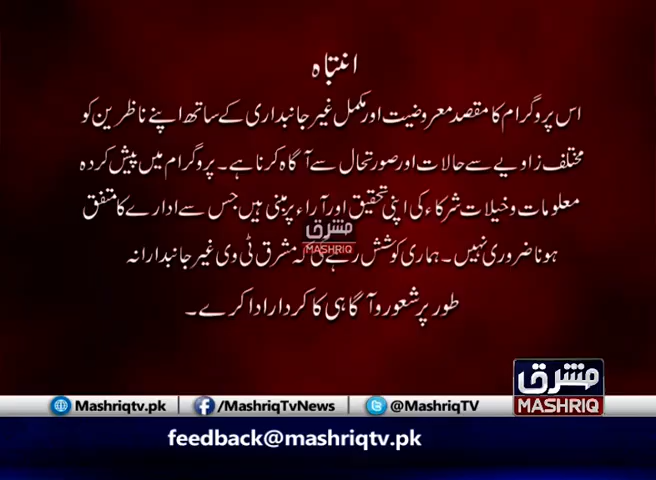 انتباہ
اس پروگرام کا مقصد معروضیت اور مکمل غیر جانبداری کے ساتھ اپنے ناظرین کو
مختلف زاویے سے حالات اور صورتحال سے آگاہ کرنا ہے۔ پروگرام میں پیش کردہ
معلومات و خیالات شرکاء کی اپنی تحقیق اور آراء پر مبنی ہیں جس سے ادارے کا متفق
مشرق
MASHRIQ
ہونا ضروری نہیں۔ ہماری کوشش رہے گی کہ مشرق ٹی وی غیر جانبدارانہ
طور پر شعور و آگاہی کا کردار ادا کرے۔
مشرق
MASHRIQ
Mashriqtv.pk
/MashriqTvNews
@MashriqTV
feedback@mashriqtv.pk